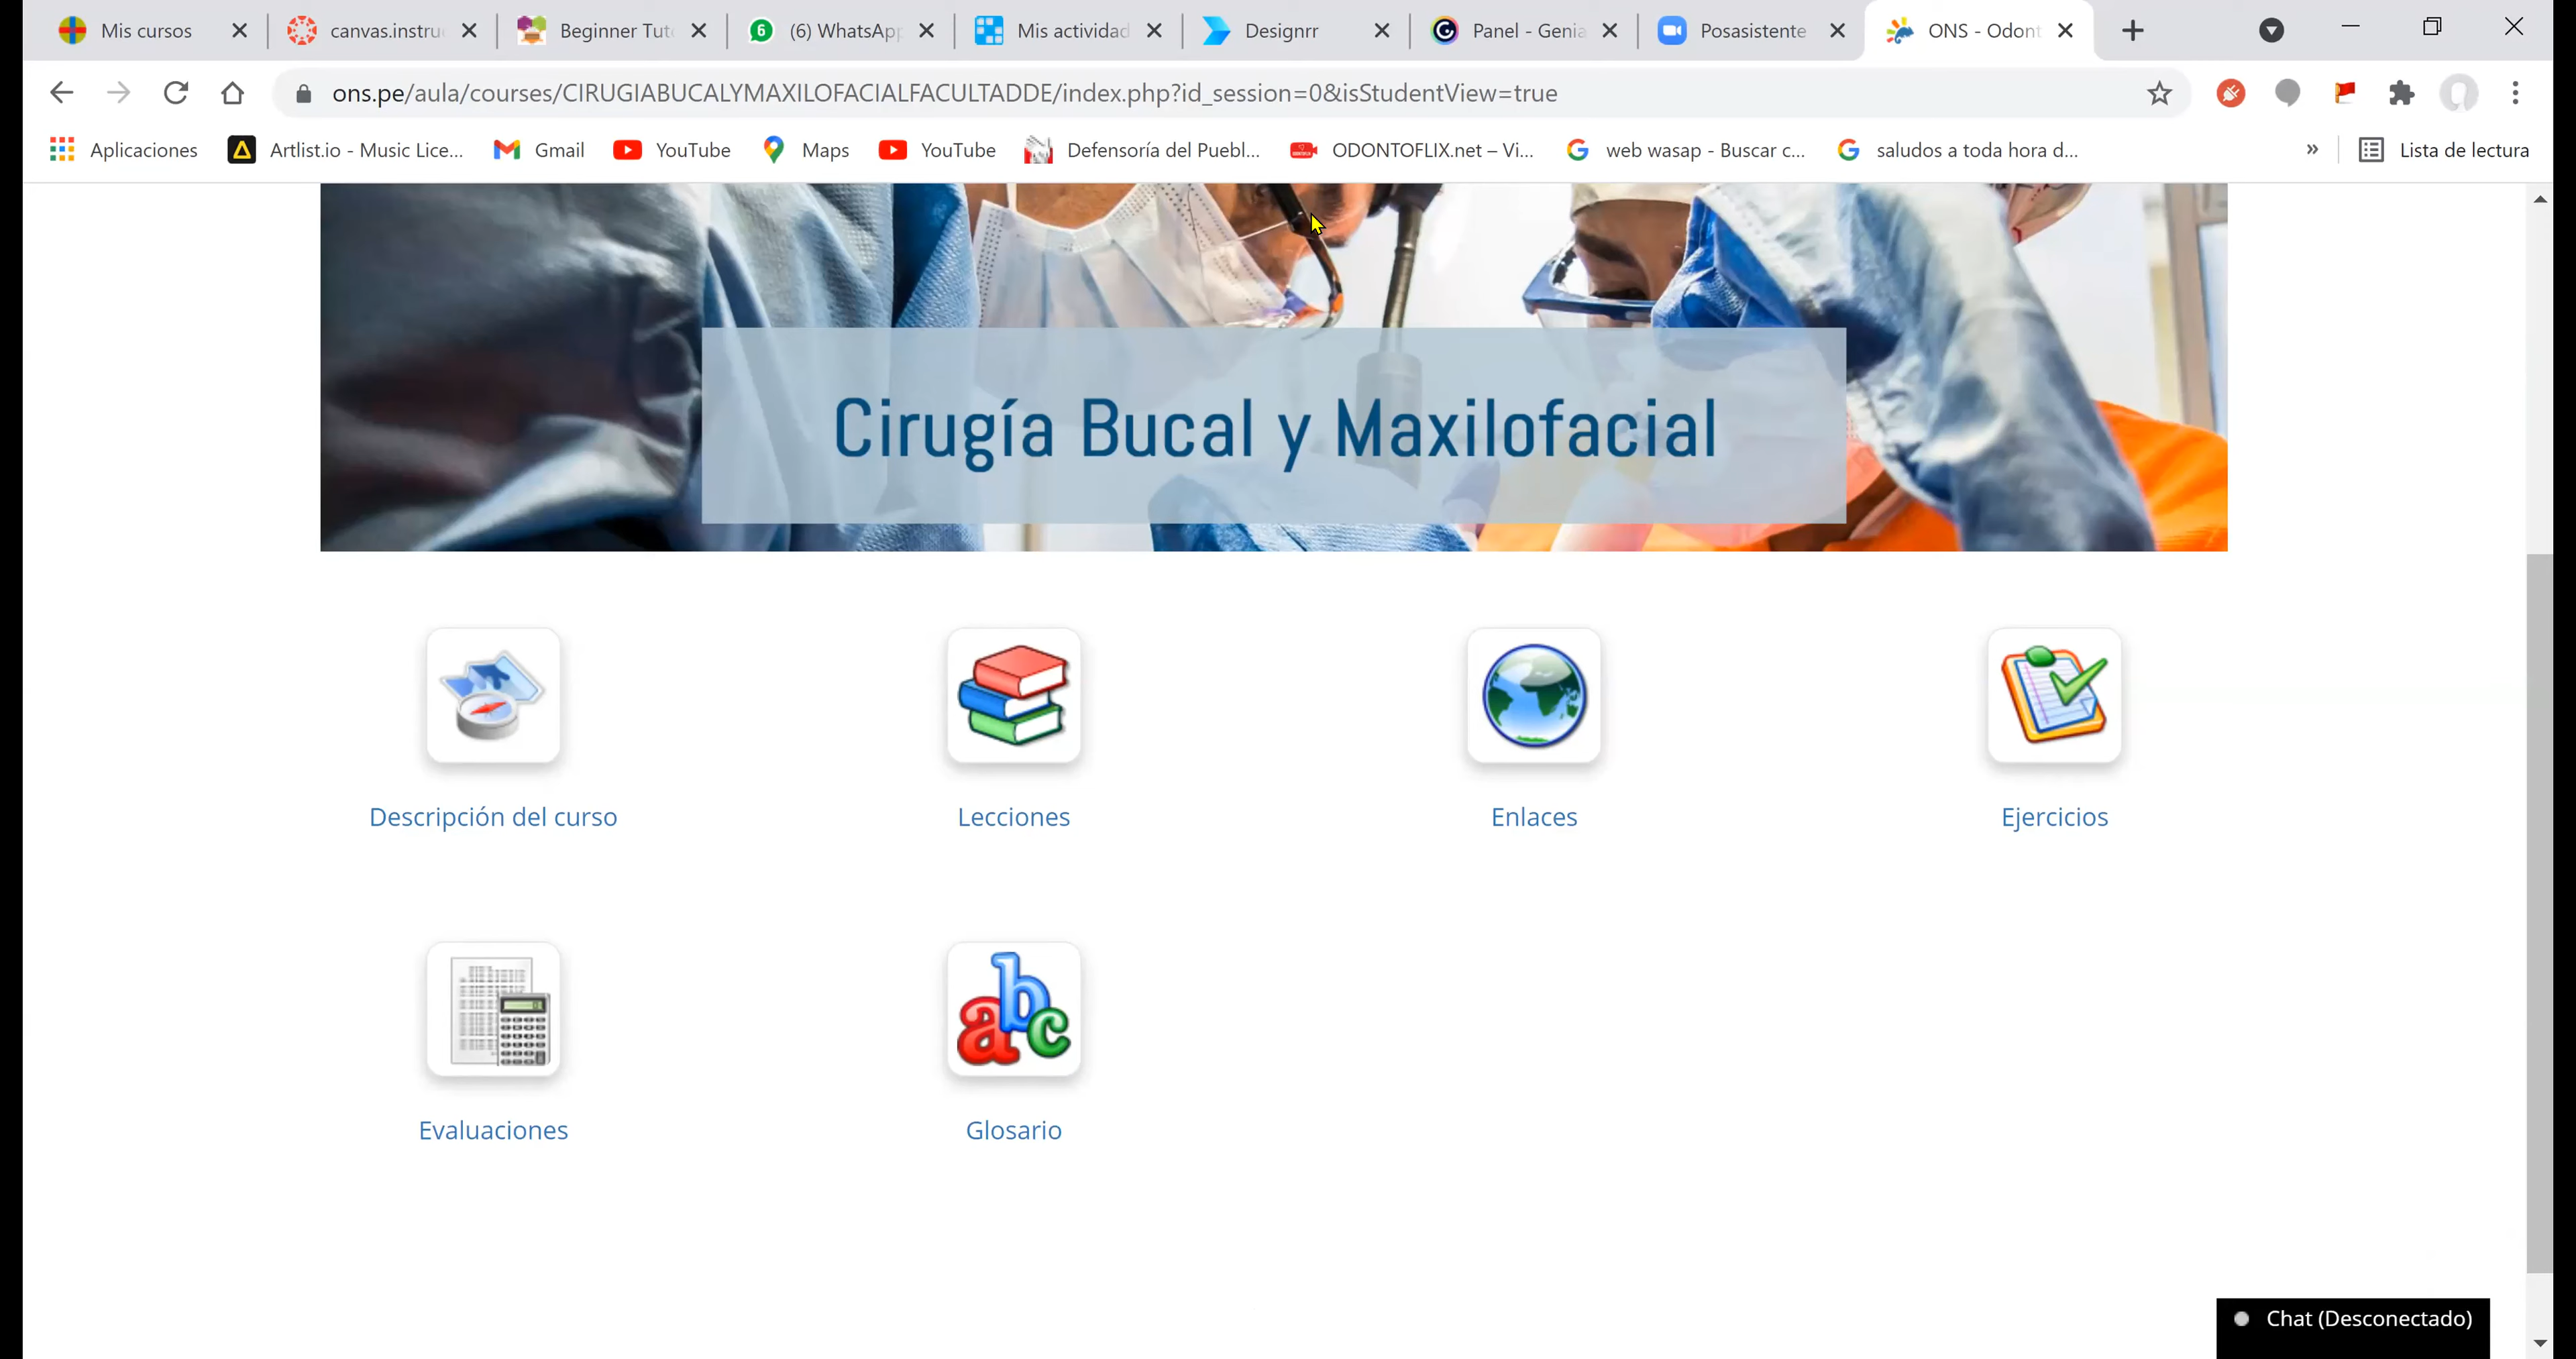 Mis cursos
canvas.instru
Beginner Tut
6 (6) WhatsApp
Mis actividad
Designrr
Panel - Genia
Posasistente
ONS - Odont
ons.pe/aula/courses/CIRUGIABUCALYMAXILOFACIALFACULTADDE/index.php?id_session=0&isStudentView=true
Aplicaciones
Artlist.io - Music Lice...
Gmail
YouTube
Maps
YouTube
Defensoría del Puebl...
ODONTOFLIX.net – Vi...
web wasap - Buscar c...
saludos a toda hora d...
»
Lista de lectura
Cirugía Bucal y Maxilofacial
Descripción del curso
Lecciones
Enlaces
Ejercicios
abc
Evaluaciones
Glosario
Chat (Desconectado)